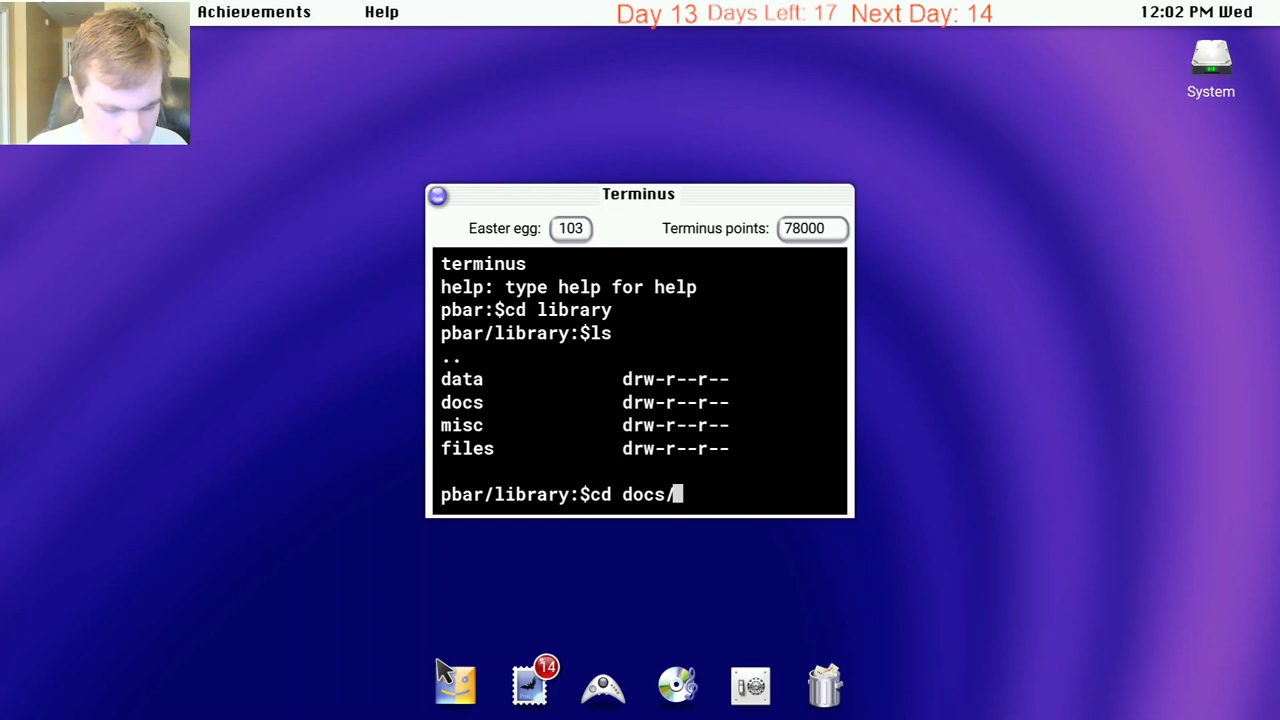 Achievements Help Day 13 Days Left: 17 Next Day: 14 12:02 PM Wed
System
Terminus
Easter egg: 103 Terminus points: 78000
terminus
help: type help for help
pbar:$cd library
pbar/library:$ls
..
data drw-r--r--
docs drw-r--r--
misc drw-r--r--
files drw-r--r--
pbar/library:$cd docs/
14